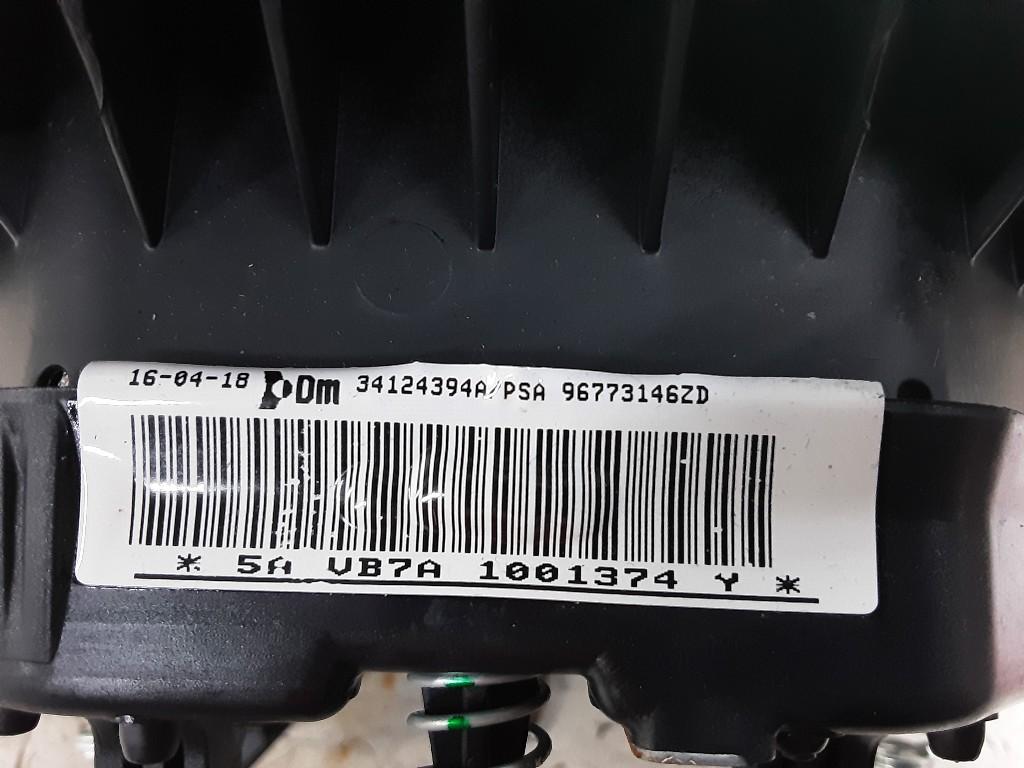 16-04-18 Dm 34124394A/PSA 96773146ZD
* 5A VB7A 1001374 Y *